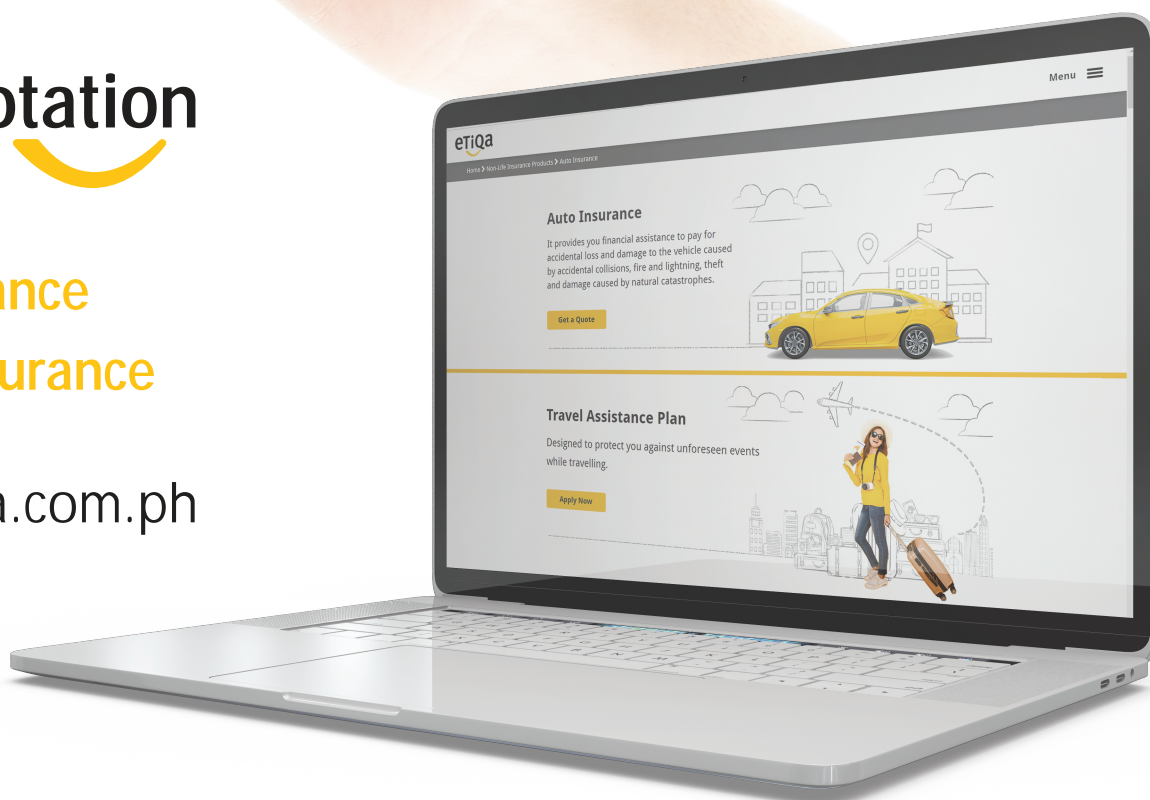 otation
ance
urance
a.com.ph
Menu
eTiQa
Home > Non-Life Insurance Products > Auto Insurance
Auto Insurance
It provides you financial assistance to pay for
accidental loss and damage to the vehicle caused
by accidental collisions, fire and lightning, theft
and damage caused by natural catastrophes.
Get a Quote
Travel Assistance Plan
Designed to protect you against unforeseen events
while travelling.
Apply Now